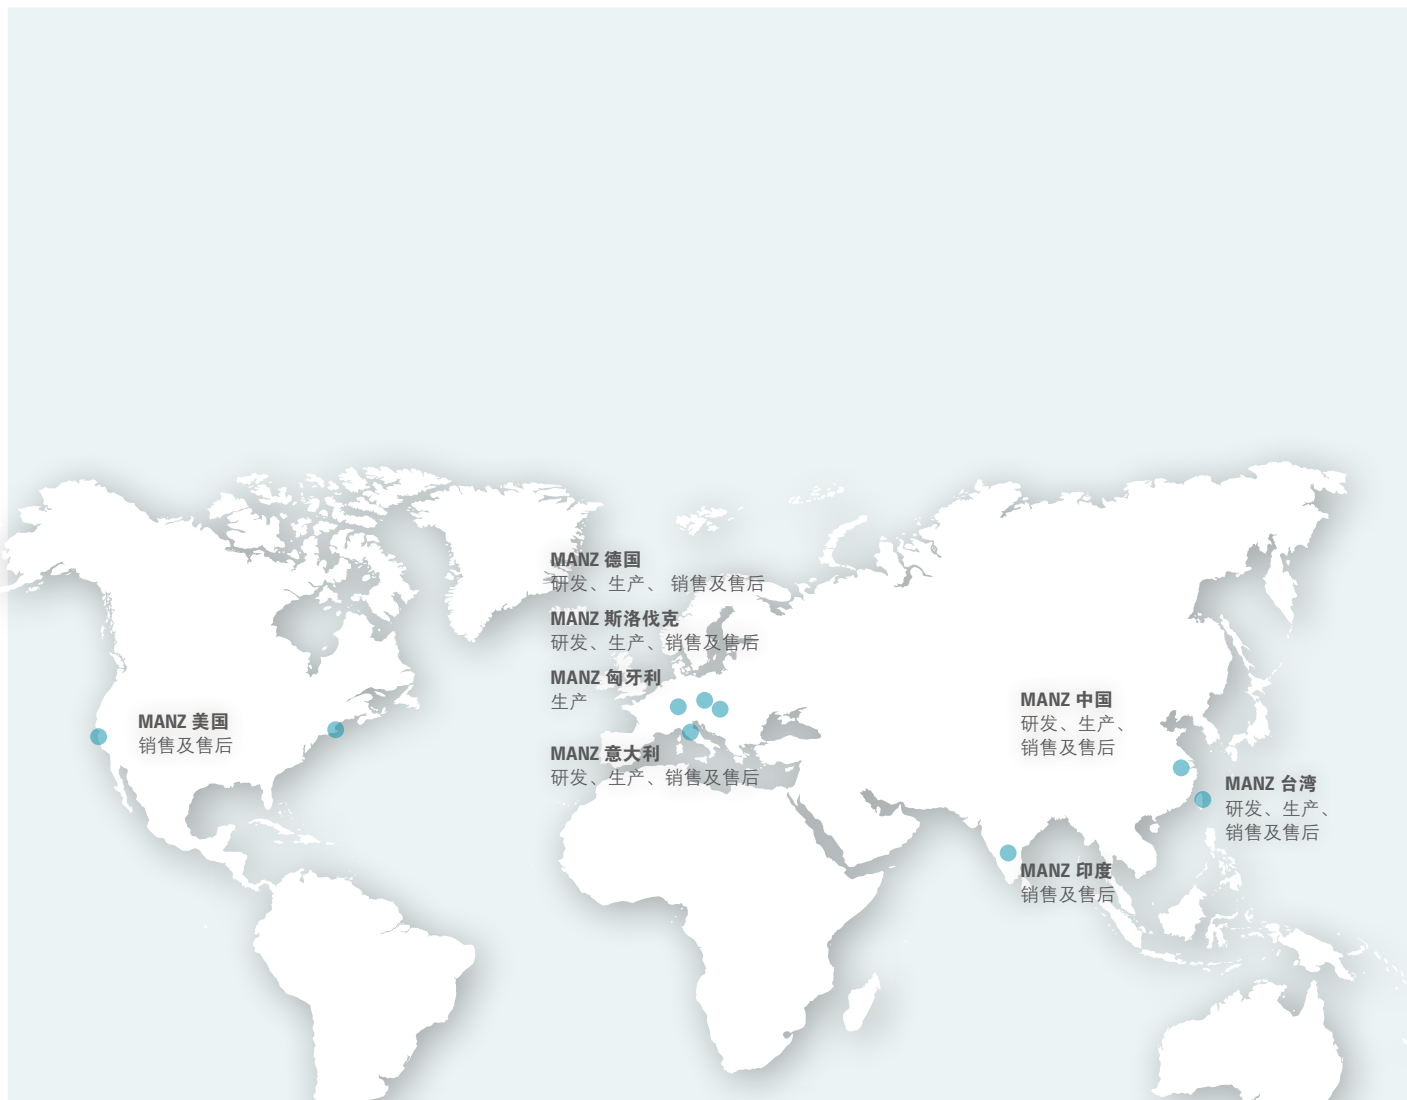 MANZ 德国
研发、生产、 销售及售后
MANZ 斯洛伐克
研发、生产、销售及售后
MANZ 匈牙利
生产
MANZ 意大利
研发、生产、销售及售后
MANZ 美国
销售及售后
MANZ 中国
研发、生产、
销售及售后
MANZ 台湾
研发、生产、
销售及售后
MANZ 印度
销售及售后